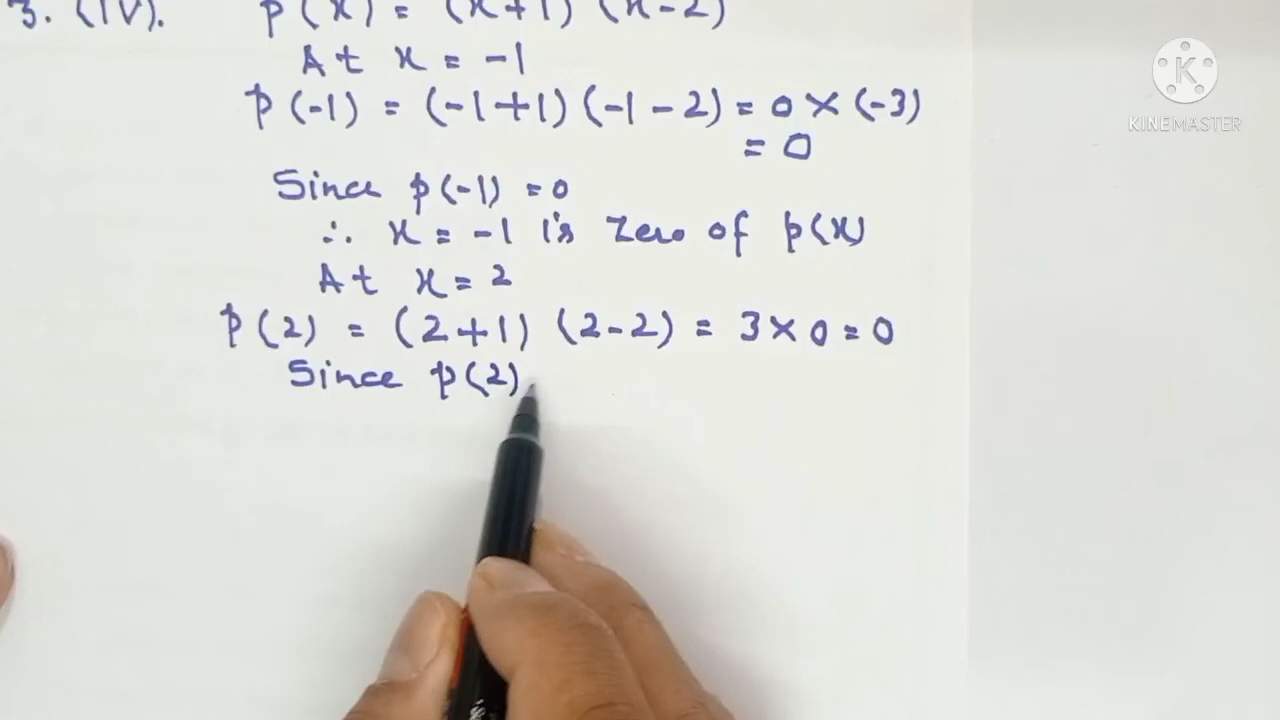 3. (iv). p(x) = (x+1) (x-2)
At x = -1
p(-1) = (-1+1) (-1-2) = 0 × (-3)
= 0
Since p(-1) = 0
∴ x = -1 is zero of p(x)
At x = 2
p(2) = (2+1) (2-2) = 3 × 0 = 0
Since p(2)
K
KINEMASTER